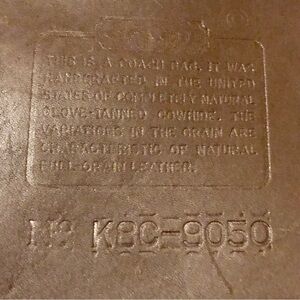 THIS IS A COACH BAG. IT WAS
HANDCRAFTED IN THE UNITED
STATES OF COMPLETELY NATURAL
GLOVE-TANNED COWHIDE. THE
VARIATIONS IN THE GRAIN ARE
CHARACTERISTIC OF NATURAL
FULL-GRAIN LEATHER.
NO K8C-9050